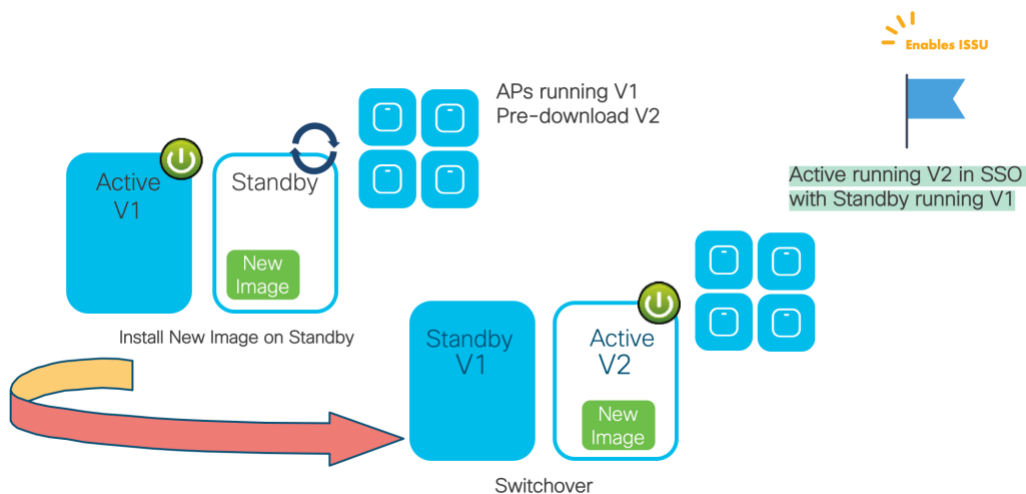 Enables ISSU
APs running V1
Pre-download V2
Active
V1
Standby
New
Image
Install New Image on Standby
Active running V2 in SSO
with Standby running V1
Standby
V1
Active
V2
New
Image
Switchover